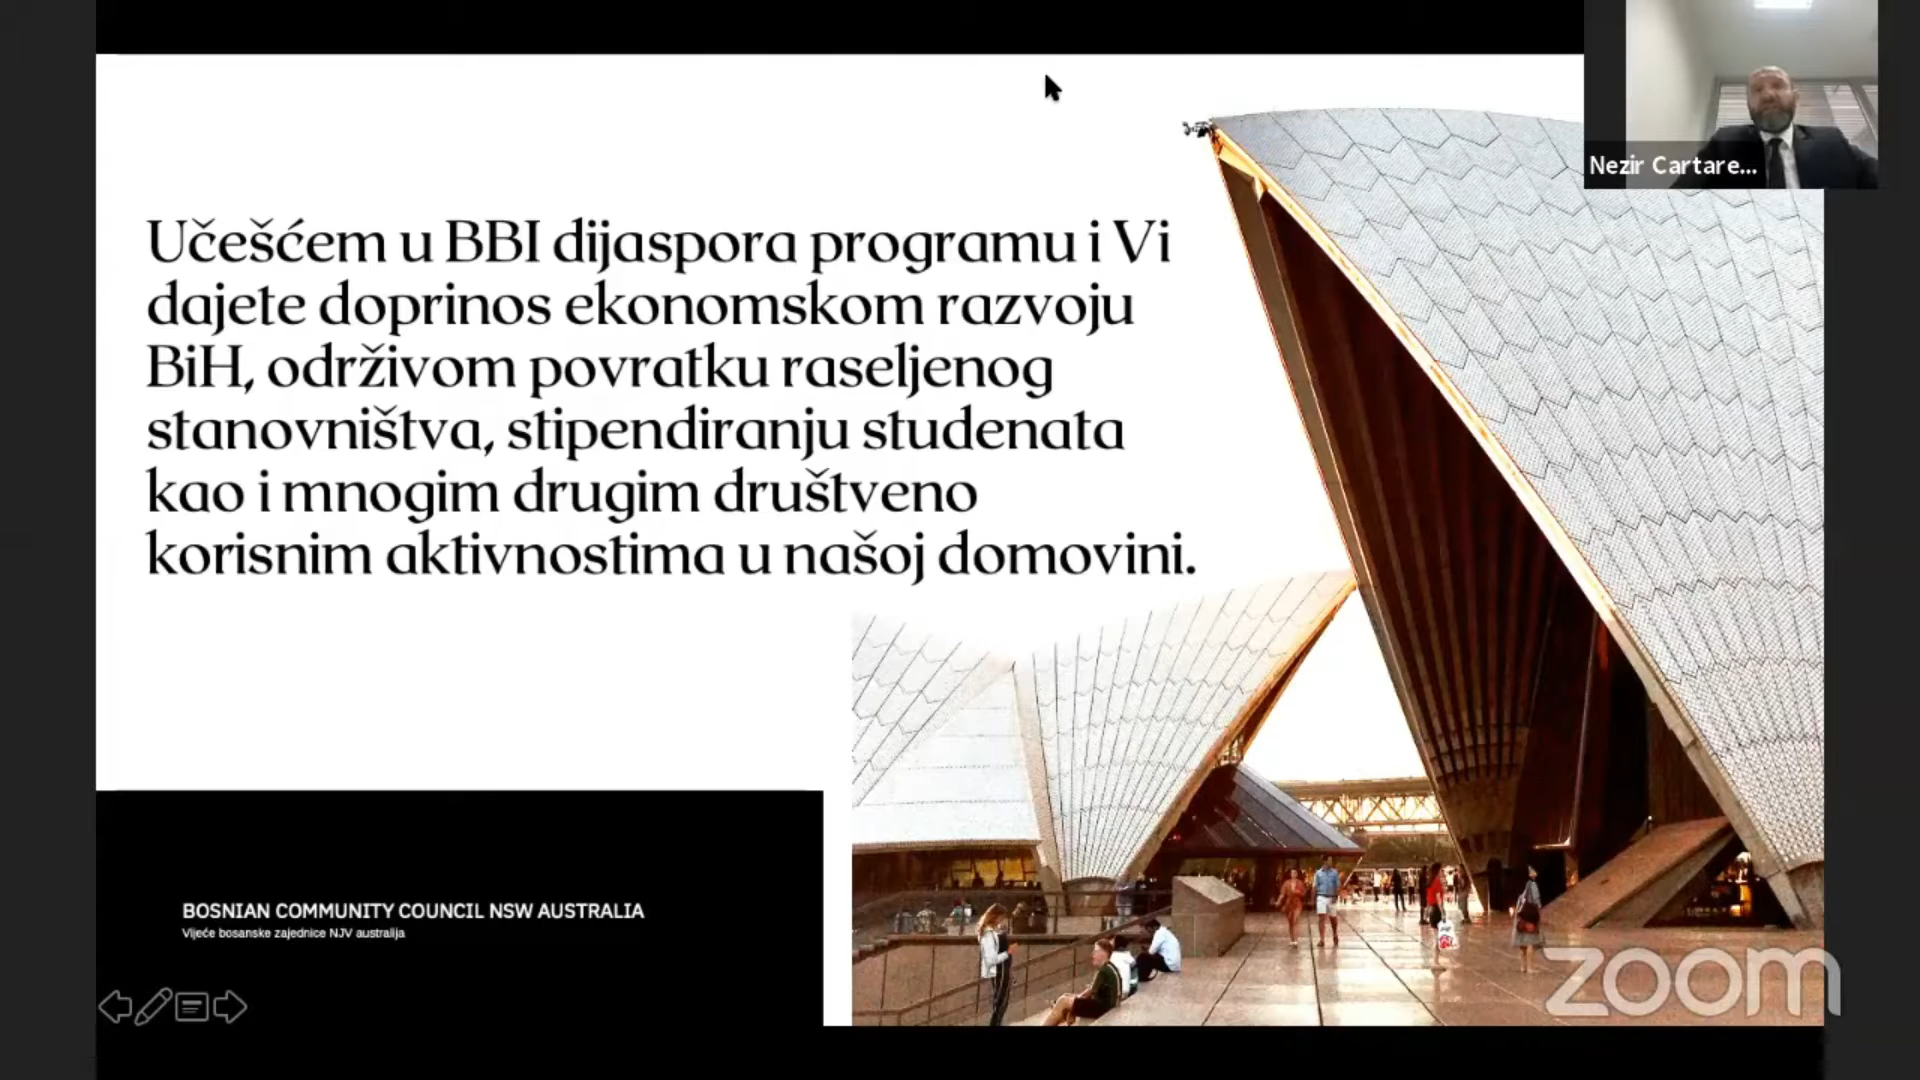 Nezir Cartare...
Učešćem u BBI dijaspora programu i Vi
dajete doprinos ekonomskom razvoju
BiH, održivom povratku raseljenog
stanovništva, stipendiranju studenata
kao i mnogim drugim društveno
korisnim aktivnostima u našoj domovini.
BOSNIAN COMMUNITY COUNCIL NSW AUSTRALIA
Vijeće bosanske zajednice NJV australija
zoom